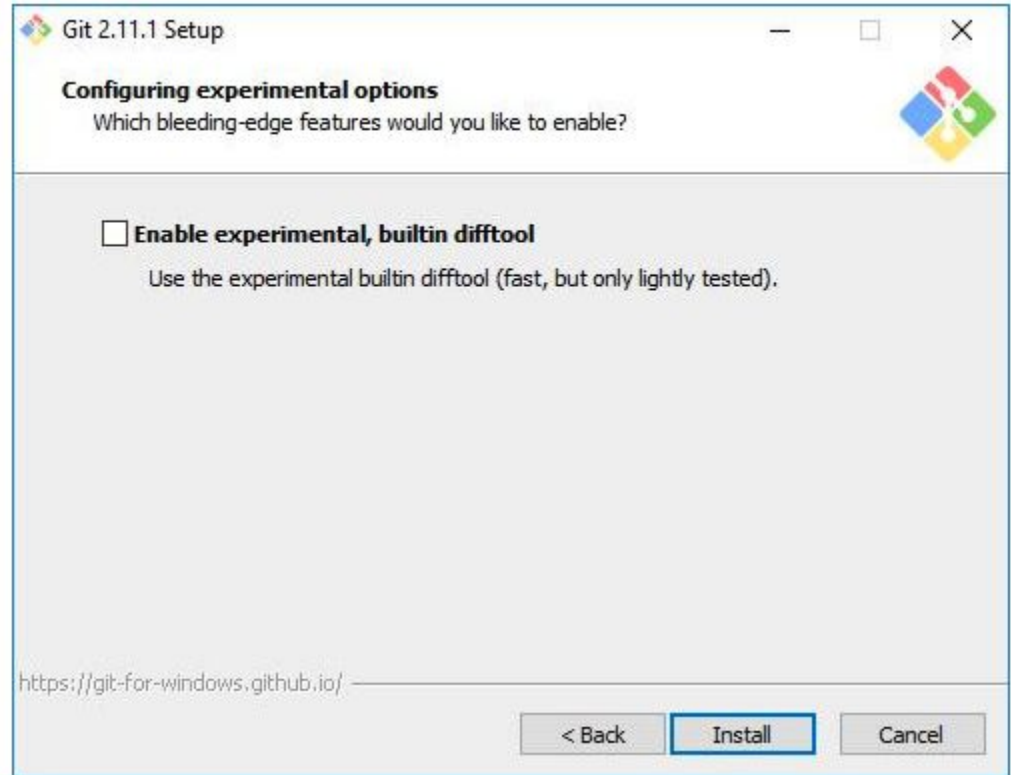 Git 2.11.1 Setup
Configuring experimental options
Which bleeding-edge features would you like to enable?
Enable experimental, builtin difftool
Use the experimental builtin difftool (fast, but only lightly tested).
https://git-for-windows.github.io/
< Back
Install
Cancel